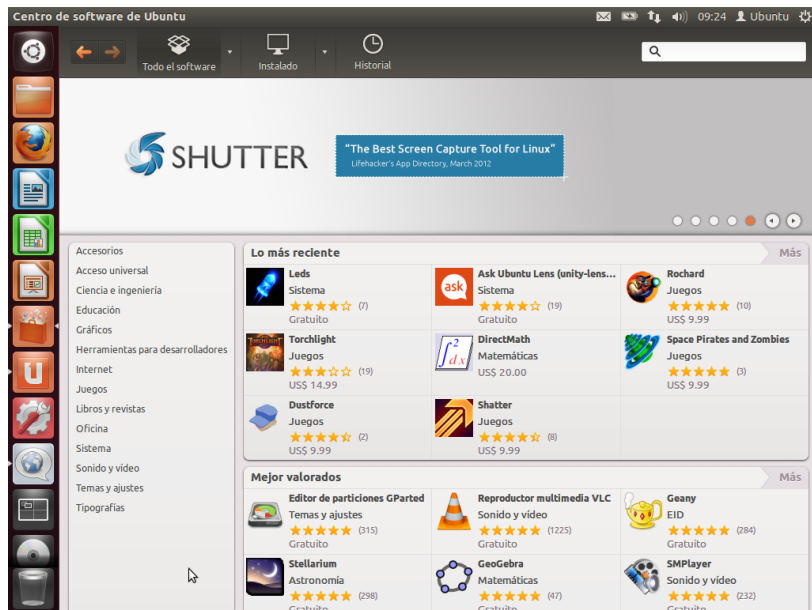 Centro de software de Ubuntu
09:24 Ubuntu
Todo el software
Instalado
Historial
SHUTTER
"The Best Screen Capture Tool for Linux"
Lifehacker's App Directory, March 2012
Accesorios
Acceso universal
Ciencia e ingeniería
Educación
Gráficos
Herramientas para desarrolladores
Internet
Juegos
Libros y revistas
Oficina
Sistema
Sonido y vídeo
Temas y ajustes
Tipografías
Lo más reciente
Más
Leds
Sistema
(7)
Gratuito
ask
Ask Ubuntu Lens (unity-lens...
Sistema
(19)
Gratuito
Rochard
Juegos
(10)
US$ 9.99
Torchlight
Juegos
(19)
US$ 14.99
DirectMath
Matemáticas
US$ 20.00
Space Pirates and Zombies
Juegos
(3)
US$ 9.99
Dustforce
Juegos
(2)
US$ 9.99
Shatter
Juegos
(8)
US$ 9.99
Mejor valorados
Más
Editor de particiones GParted
Temas y ajustes
(315)
Gratuito
Reproductor multimedia VLC
Sonido y vídeo
(1225)
Gratuito
Geany
EID
(284)
Gratuito
Stellarium
Astronomía
(298)
Gratuito
GeoGebra
Matemáticas
(47)
Gratuito
SMPlayer
Sonido y vídeo
(232)
Gratuito